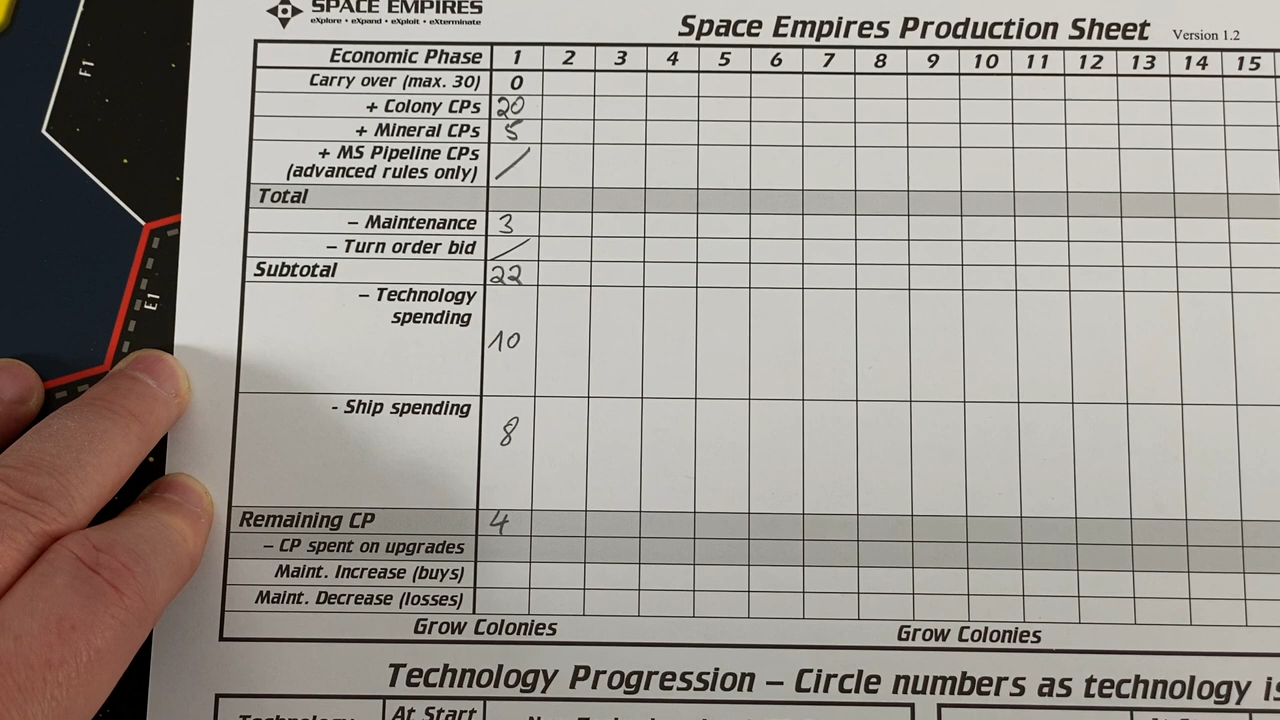 SPACE EMPIRES
eXplore • eXpand • eXploit • eXterminate
Space Empires Production Sheet Version 1.2
Economic Phase 1 2 3 4 5 6 7 8 9 10 11 12 13 14 15
Carry over (max. 30) 0
+ Colony CPs 20
+ Mineral CPs 5
+ MS Pipeline CPs
(advanced rules only) /
Total
– Maintenance 3
– Turn order bid /
Subtotal 22
– Technology
spending
10
- Ship spending
8
Remaining CP 4
– CP spent on upgrades
Maint. Increase (buys)
Maint. Decrease (losses)
Grow Colonies Grow Colonies
Technology Progression – Circle numbers as technology is
At Start
F1
E1